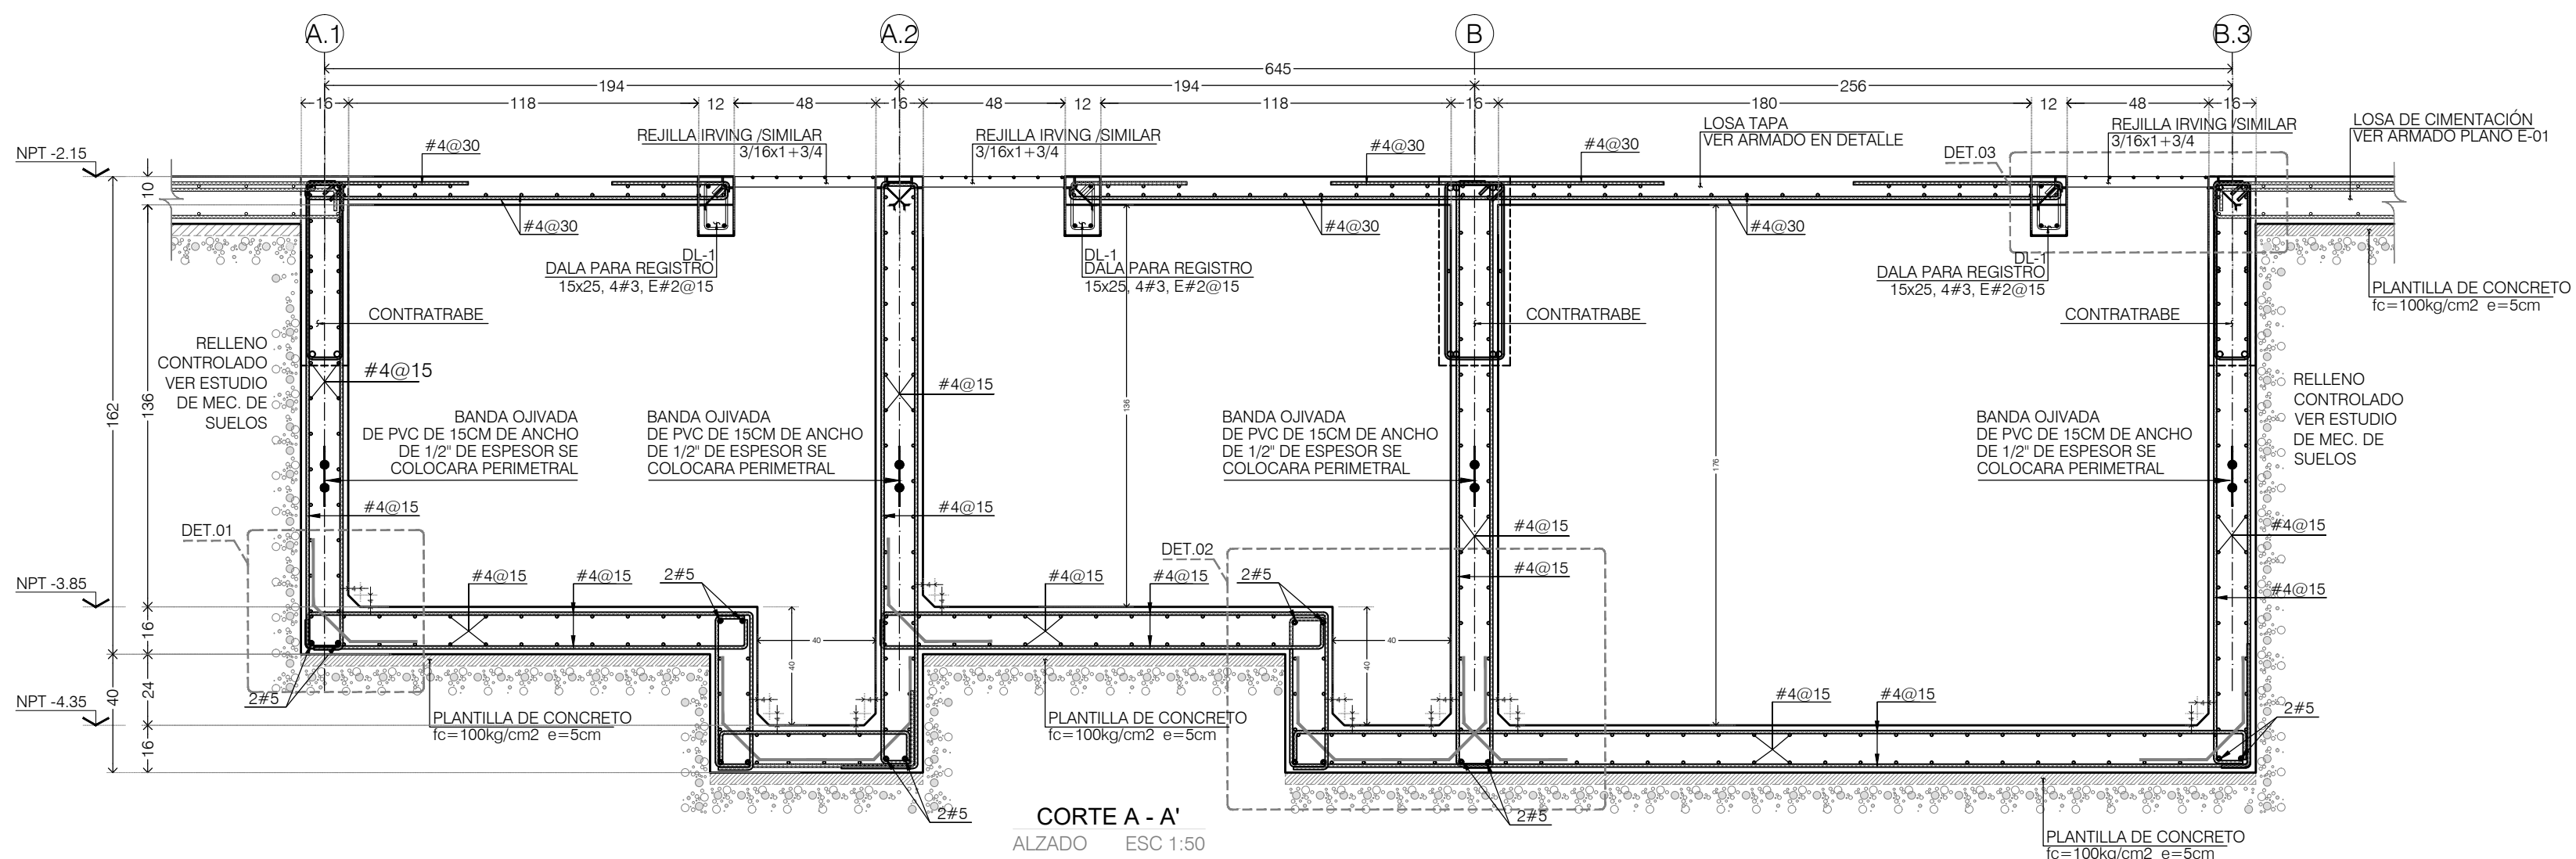 A.1
A.2
B
B.3
645
194
194
256
16
118
12
48
16
48
12
118
16
180
12
48
16
REJILLA IRVING /SIMILAR
3/16x1+3/4
REJILLA IRVING /SIMILAR
3/16x1+3/4
LOSA TAPA
VER ARMADO EN DETALLE
REJILLA IRVING /SIMILAR
3/16x1+3/4
LOSA DE CIMENTACIÓN
VER ARMADO PLANO E-01
NPT -2.15
#4@30
#4@30
#4@30
DET.03
10
#4@30
#4@30
#4@30
DL-1
DALA PARA REGISTRO
15x25, 4#3, E#2@15
DL-1
DALA PARA REGISTRO
15x25, 4#3, E#2@15
DL-1
DALA PARA REGISTRO
15x25, 4#3, E#2@15
PLANTILLA DE CONCRETO
fc=100kg/cm2 e=5cm
CONTRATRABE
CONTRATRABE
CONTRATRABE
RELLENO
CONTROLADO
VER ESTUDIO
DE MEC. DE
SUELOS
#4@15
#4@15
RELLENO
CONTROLADO
VER ESTUDIO
DE MEC. DE
SUELOS
162
136
136
176
BANDA OJIVADA
DE PVC DE 15CM DE ANCHO
DE 1/2" DE ESPESOR SE
COLOCARA PERIMETRAL
BANDA OJIVADA
DE PVC DE 15CM DE ANCHO
DE 1/2" DE ESPESOR SE
COLOCARA PERIMETRAL
BANDA OJIVADA
DE PVC DE 15CM DE ANCHO
DE 1/2" DE ESPESOR SE
COLOCARA PERIMETRAL
BANDA OJIVADA
DE PVC DE 15CM DE ANCHO
DE 1/2" DE ESPESOR SE
COLOCARA PERIMETRAL
#4@15
#4@15
#4@15
#4@15
DET.01
DET.02
#4@15
#4@15
NPT -3.85
#4@15
#4@15
2#5
#4@15
#4@15
2#5
16
40
40
40
40
40
24
16
NPT -4.35
2#5
PLANTILLA DE CONCRETO
fc=100kg/cm2 e=5cm
PLANTILLA DE CONCRETO
fc=100kg/cm2 e=5cm
#4@15
#4@15
2#5
2#5
2#5
PLANTILLA DE CONCRETO
fc=100kg/cm2 e=5cm
CORTE A - A'
ALZADO ESC 1:50